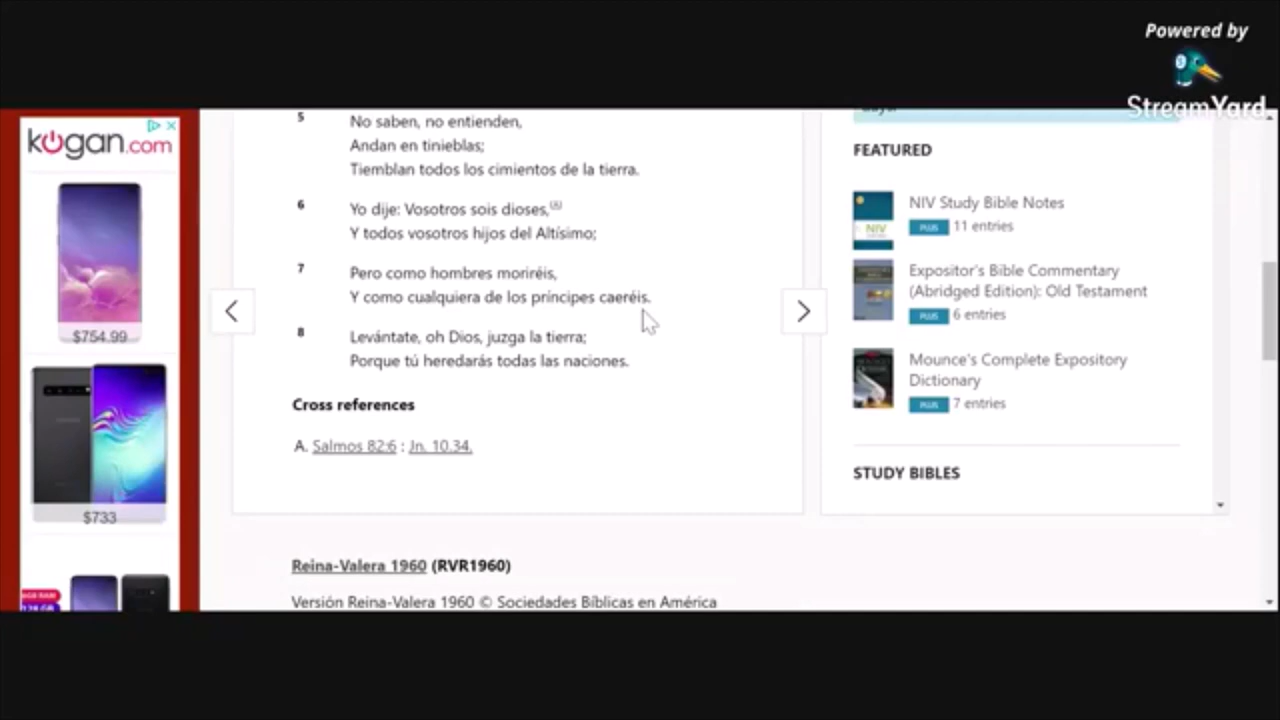 Powered by
StreamYard
kogan.com
$754.99
$733
5
No saben, no entienden,
Andan en tinieblas;
Tiemblan todos los cimientos de la tierra.
6
Yo dije: Vosotros sois dioses,[A]
Y todos vosotros hijos del Altísimo;
7
Pero como hombres moriréis,
Y como cualquiera de los príncipes caeréis.
8
Levántate, oh Dios, juzga la tierra;
Porque tú heredarás todas las naciones.
Cross references
A. Salmos 82:6 : Jn. 10.34.
Reina-Valera 1960 (RVR1960)
Versión Reina-Valera 1960 © Sociedades Bíblicas en América
FEATURED
NIV
NIV Study Bible Notes
PLUS 11 entries
Expositor's Bible Commentary
(Abridged Edition): Old Testament
PLUS 6 entries
Mounce's Complete Expository
Dictionary
PLUS 7 entries
STUDY BIBLES